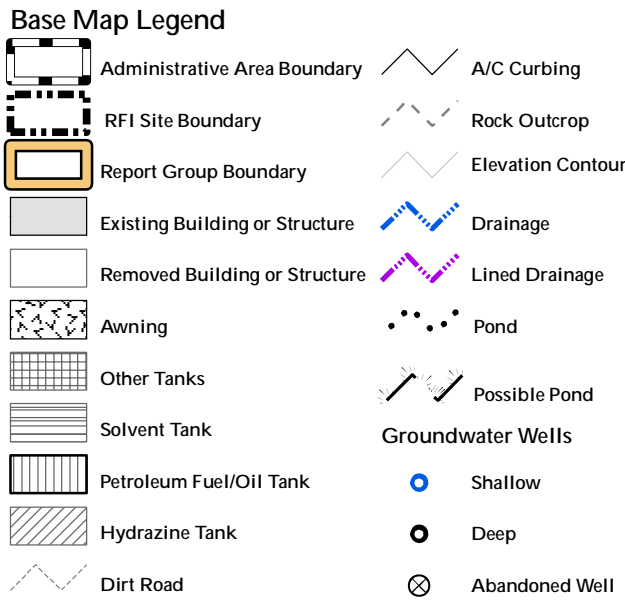 Base Map Legend
Administrative Area Boundary
RFI Site Boundary
Report Group Boundary
Existing Building or Structure
Removed Building or Structure
Awning
Other Tanks
Solvent Tank
Petroleum Fuel/Oil Tank
Hydrazine Tank
Dirt Road
A/C Curbing
Rock Outcrop
Elevation Contour
Drainage
Lined Drainage
Pond
Possible Pond
Groundwater Wells
Shallow
Deep
Abandoned Well